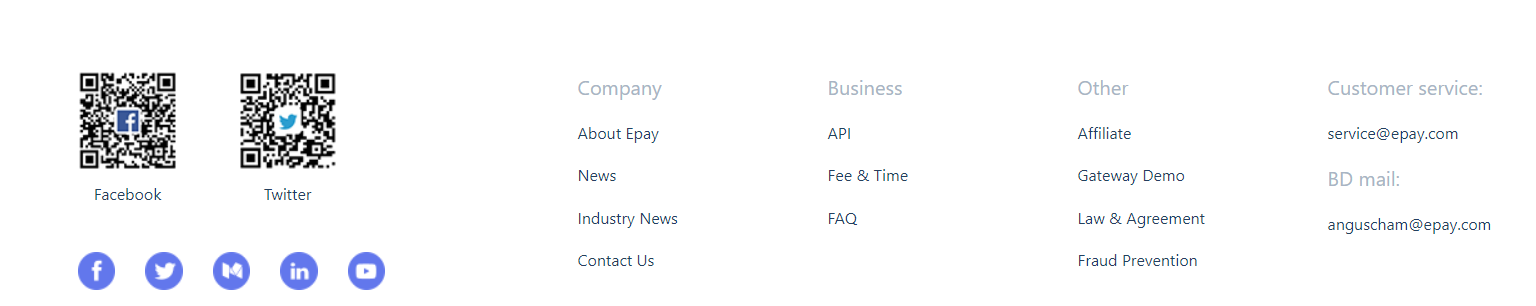 Facebook
Twitter
Company
About Epay
News
Industry News
Contact Us
Business
API
Fee & Time
FAQ
Other
Affiliate
Gateway Demo
Law & Agreement
Fraud Prevention
Customer service:
service@epay.com
BD mail:
anguscham@epay.com